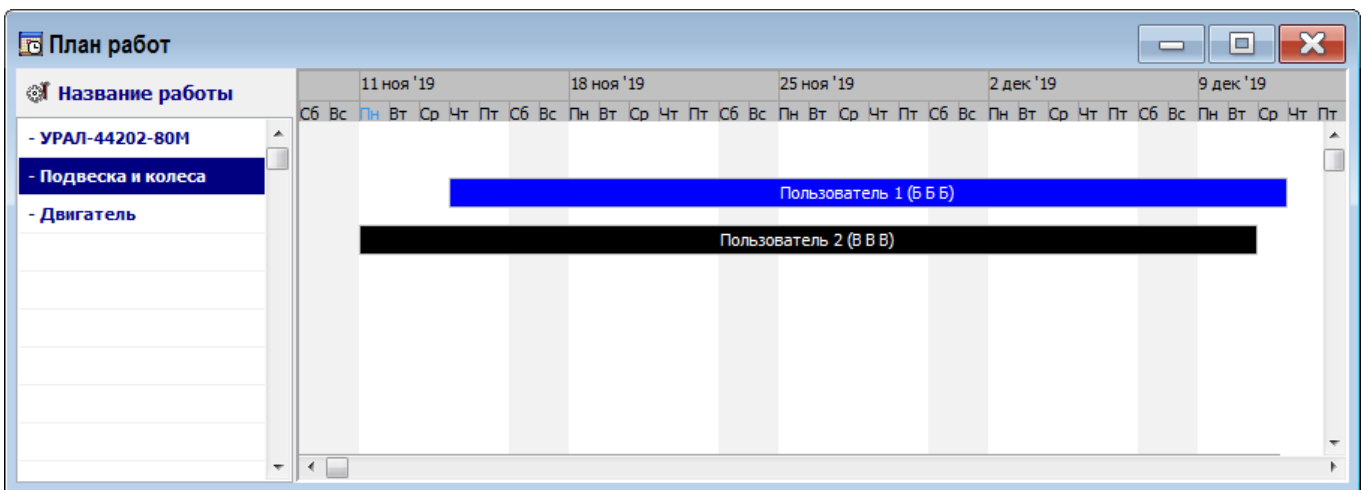 План работ
Название работы
11 ноя '19 18 ноя '19 25 ноя '19 2 дек '19 9 дек '19
Сб Вс Пн Вт Ср Чт Пт Сб Вс Пн Вт Ср Чт Пт Сб Вс Пн Вт Ср Чт Пт Сб Вс Пн Вт Ср Чт Пт Сб Вс Пн Вт Ср Чт Пт
- УРАЛ-44202-80М
- Подвеска и колеса
Пользователь 1 (Б Б Б)
- Двигатель
Пользователь 2 (В В В)